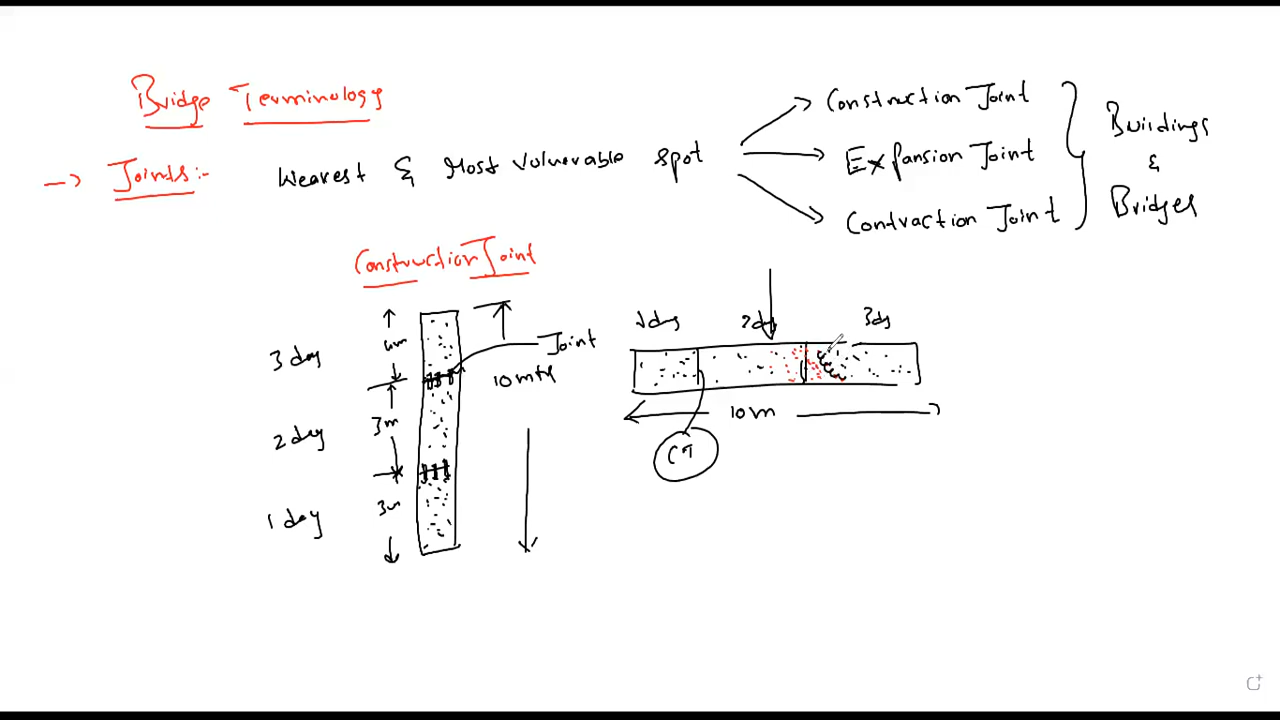 Bridge Terminology
→ Joints:- Weakest & Most Vulnerable spot
Construction Joint
Expansion Joint
Contraction Joint
Buildings
&
Bridges
Construction Joint
3 day
4m
Joint
10 mtr
2 day
3m
1 day
3m
1 day
2 day
3 day
10 m
CJ